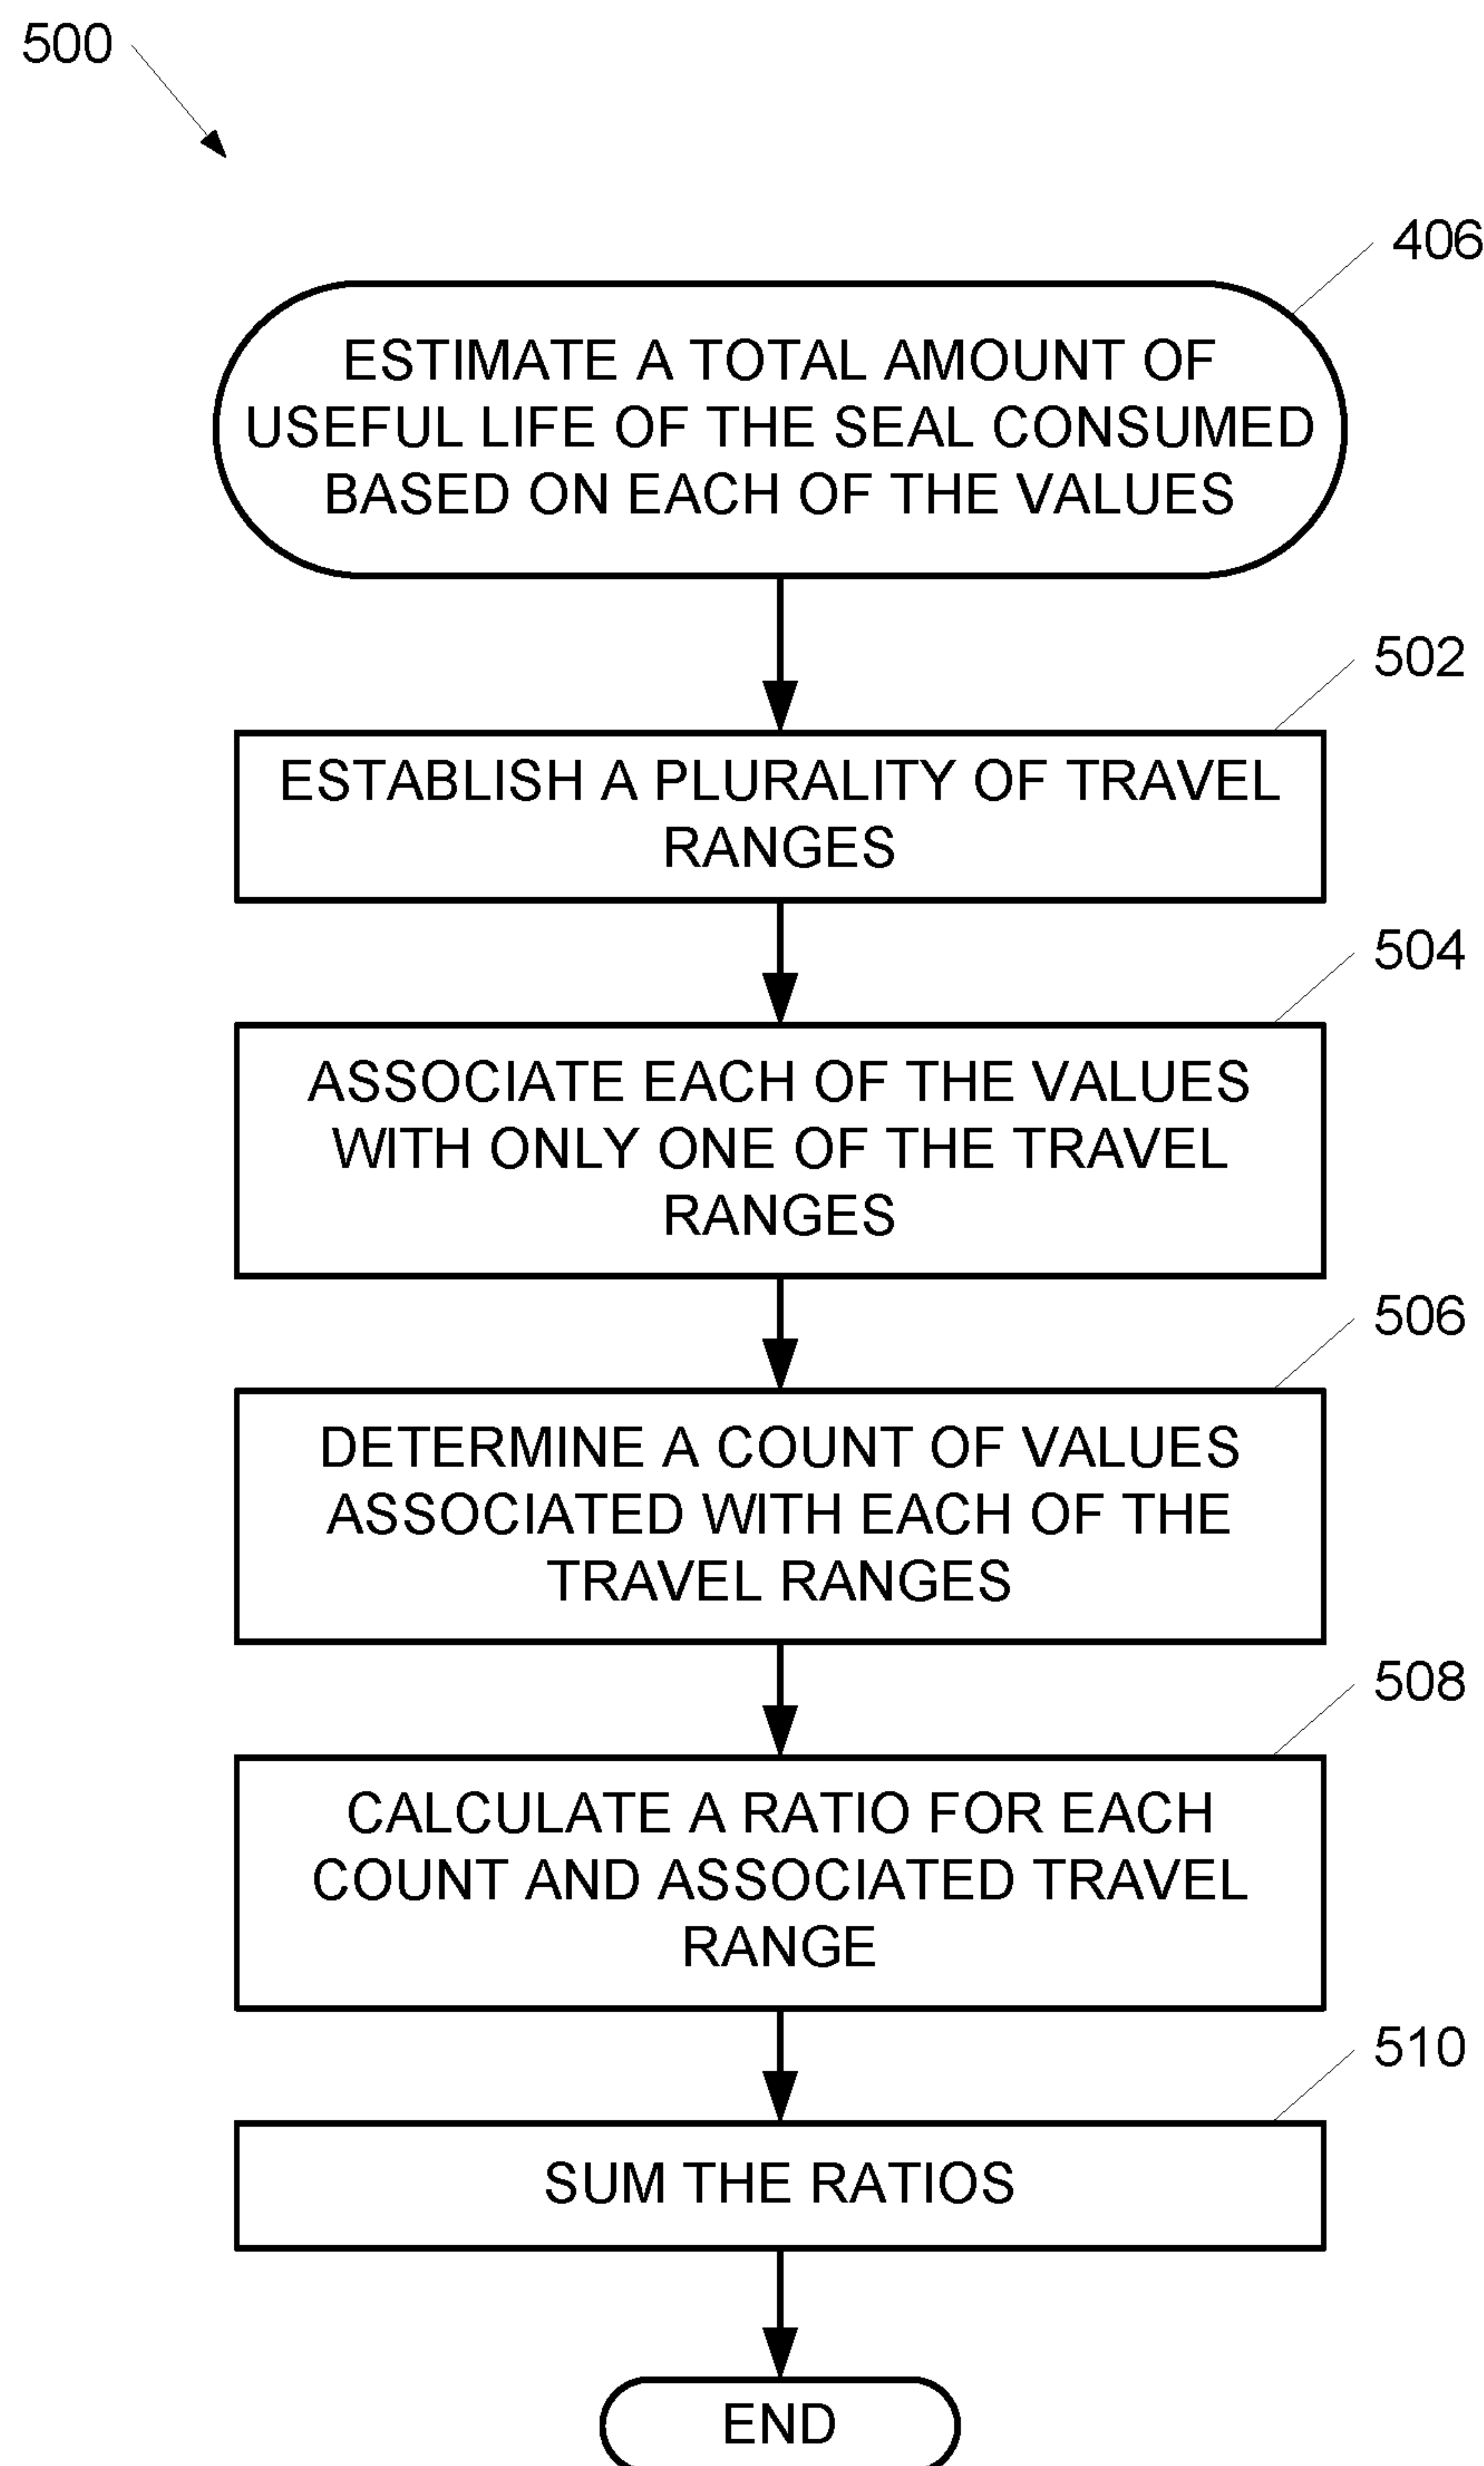 500
406
ESTIMATE A TOTAL AMOUNT OF
USEFUL LIFE OF THE SEAL CONSUMED
BASED ON EACH OF THE VALUES
502
ESTABLISH A PLURALITY OF TRAVEL
RANGES
504
ASSOCIATE EACH OF THE VALUES
WITH ONLY ONE OF THE TRAVEL
RANGES
506
DETERMINE A COUNT OF VALUES
ASSOCIATED WITH EACH OF THE
TRAVEL RANGES
508
CALCULATE A RATIO FOR EACH
COUNT AND ASSOCIATED TRAVEL
RANGE
510
SUM THE RATIOS
END